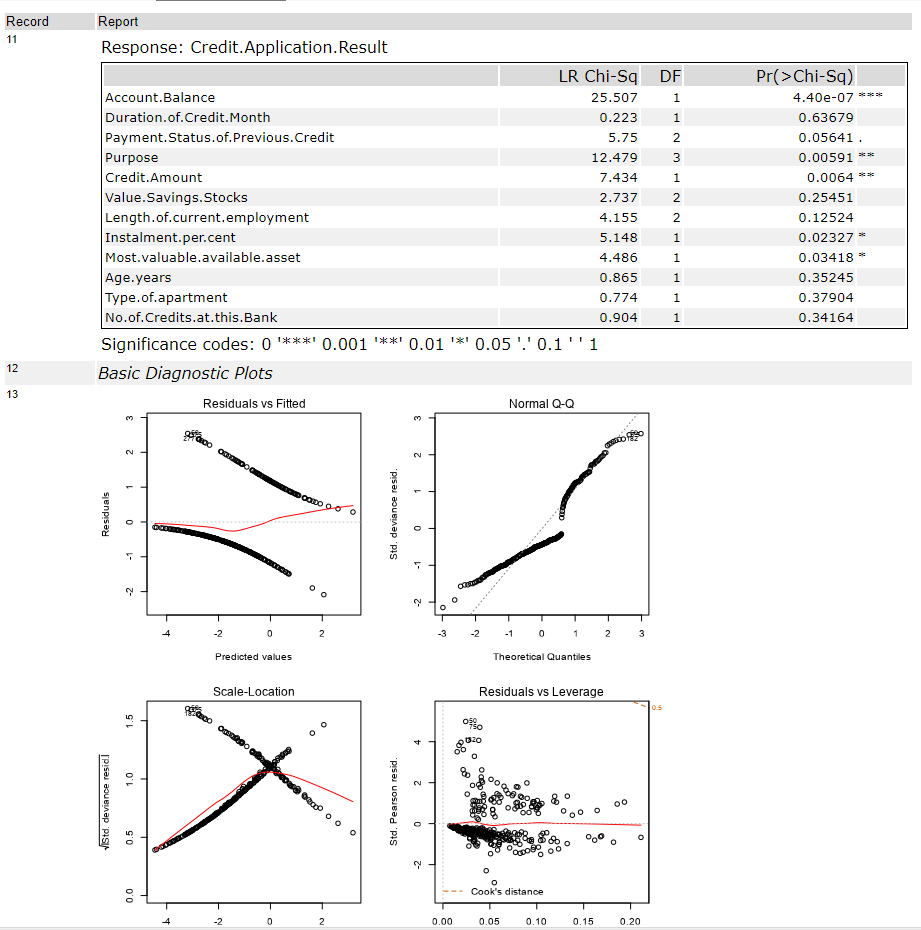 Record Report
11
Response: Credit.Application.Result
LR Chi-Sq DF Pr(>Chi-Sq)
Account.Balance 25.507 1 4.40e-07 ***
Duration.of.Credit.Month 0.223 1 0.63679
Payment.Status.of.Previous.Credit 5.75 2 0.05641 .
Purpose 12.479 3 0.00591 **
Credit.Amount 7.434 1 0.0064 **
Value.Savings.Stocks 2.737 2 0.25451
Length.of.current.employment 4.155 2 0.12524
Instalment.per.cent 5.148 1 0.02327 *
Most.valuable.available.asset 4.486 1 0.03418 *
Age.years 0.865 1 0.35245
Type.of.apartment 0.774 1 0.37904
No.of.Credits.at.this.Bank 0.904 1 0.34164
Significance codes: 0 '***' 0.001 '**' 0.01 '*' 0.05 '.' 0.1 ' ' 1
12 Basic Diagnostic Plots
13
Residuals vs Fitted
Residuals
3
2
1
0
-1
-2
-4 -2 0 2
Predicted values
Normal Q-Q
Std. deviance resid.
3
2
1
0
-1
-2
-3 -2 -1 0 1 2 3
Theoretical Quantiles
Scale-Location
√|Std. deviance resid.|
1.5
1.0
0.5
0.0
-4 -2 0 2
Residuals vs Leverage
Std. Pearson resid.
4
2
0
-2
50
75
182
0.5
Cook's distance
0.00 0.05 0.10 0.15 0.20